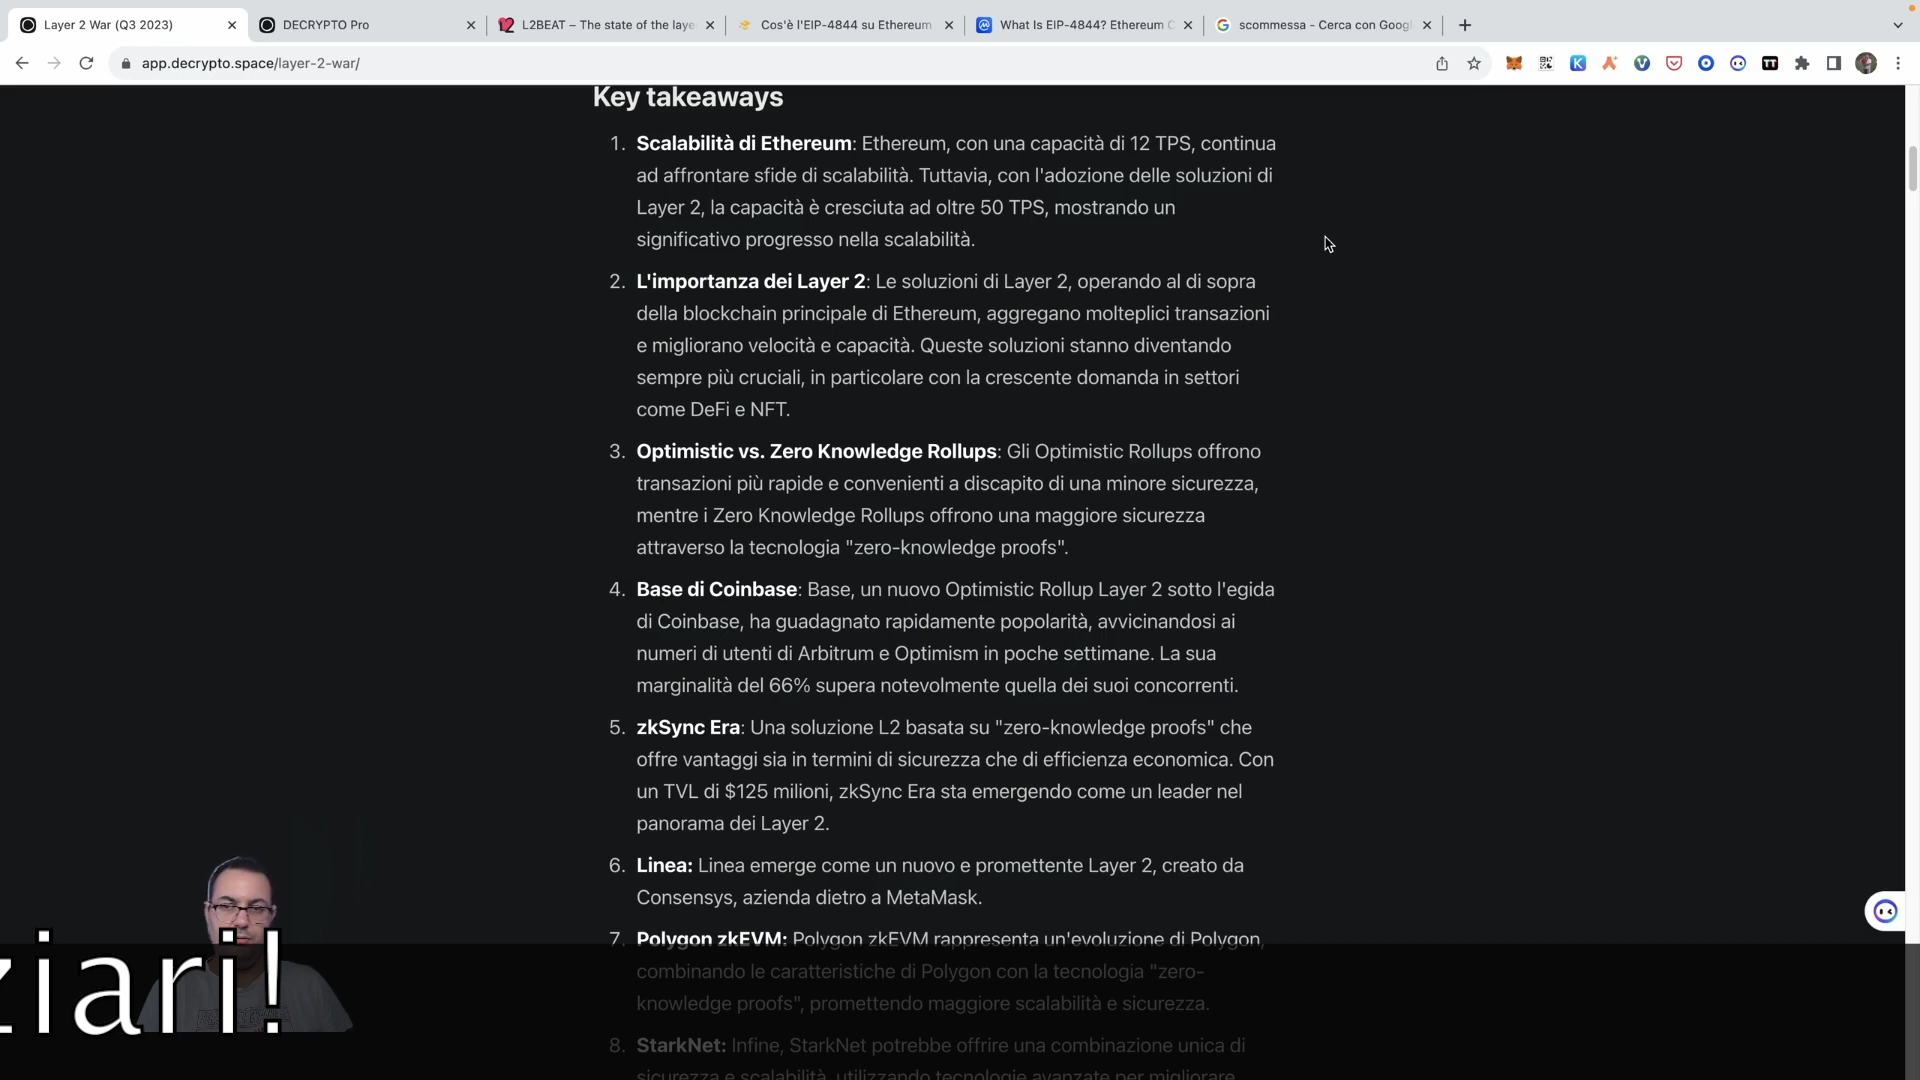 Layer 2 War (Q3 2023)
DECRYPTO Pro
L2BEAT – The state of the laye
Cos'è l'EIP-4844 su Ethereum
What Is EIP-4844? Ethereum C
scommessa - Cerca con Googl
app.decrypto.space/layer-2-war/
Key takeaways
1. Scalabilità di Ethereum: Ethereum, con una capacità di 12 TPS, continua
ad affrontare sfide di scalabilità. Tuttavia, con l'adozione delle soluzioni di
Layer 2, la capacità è cresciuta ad oltre 50 TPS, mostrando un
significativo progresso nella scalabilità.
2. L'importanza dei Layer 2: Le soluzioni di Layer 2, operando al di sopra
della blockchain principale di Ethereum, aggregano molteplici transazioni
e migliorano velocità e capacità. Queste soluzioni stanno diventando
sempre più cruciali, in particolare con la crescente domanda in settori
come DeFi e NFT.
3. Optimistic vs. Zero Knowledge Rollups: Gli Optimistic Rollups offrono
transazioni più rapide e convenienti a discapito di una minore sicurezza,
mentre i Zero Knowledge Rollups offrono una maggiore sicurezza
attraverso la tecnologia "zero-knowledge proofs".
4. Base di Coinbase: Base, un nuovo Optimistic Rollup Layer 2 sotto l'egida
di Coinbase, ha guadagnato rapidamente popolarità, avvicinandosi ai
numeri di utenti di Arbitrum e Optimism in poche settimane. La sua
marginalità del 66% supera notevolmente quella dei suoi concorrenti.
5. zkSync Era: Una soluzione L2 basata su "zero-knowledge proofs" che
offre vantaggi sia in termini di sicurezza che di efficienza economica. Con
un TVL di $125 milioni, zkSync Era sta emergendo come un leader nel
panorama dei Layer 2.
6. Linea: Linea emerge come un nuovo e promettente Layer 2, creato da
Consensys, azienda dietro a MetaMask.
7. Polygon zkEVM: Polygon zkEVM rappresenta un'evoluzione di Polygon,
combinando le caratteristiche di Polygon con la tecnologia "zero-
knowledge proofs", promettendo maggiore scalabilità e sicurezza.
8. StarkNet: Infine, StarkNet potrebbe offrire una combinazione unica di
sicurezza e scalabilità, utilizzando tecnologie avanzate per migliorare
ziari!